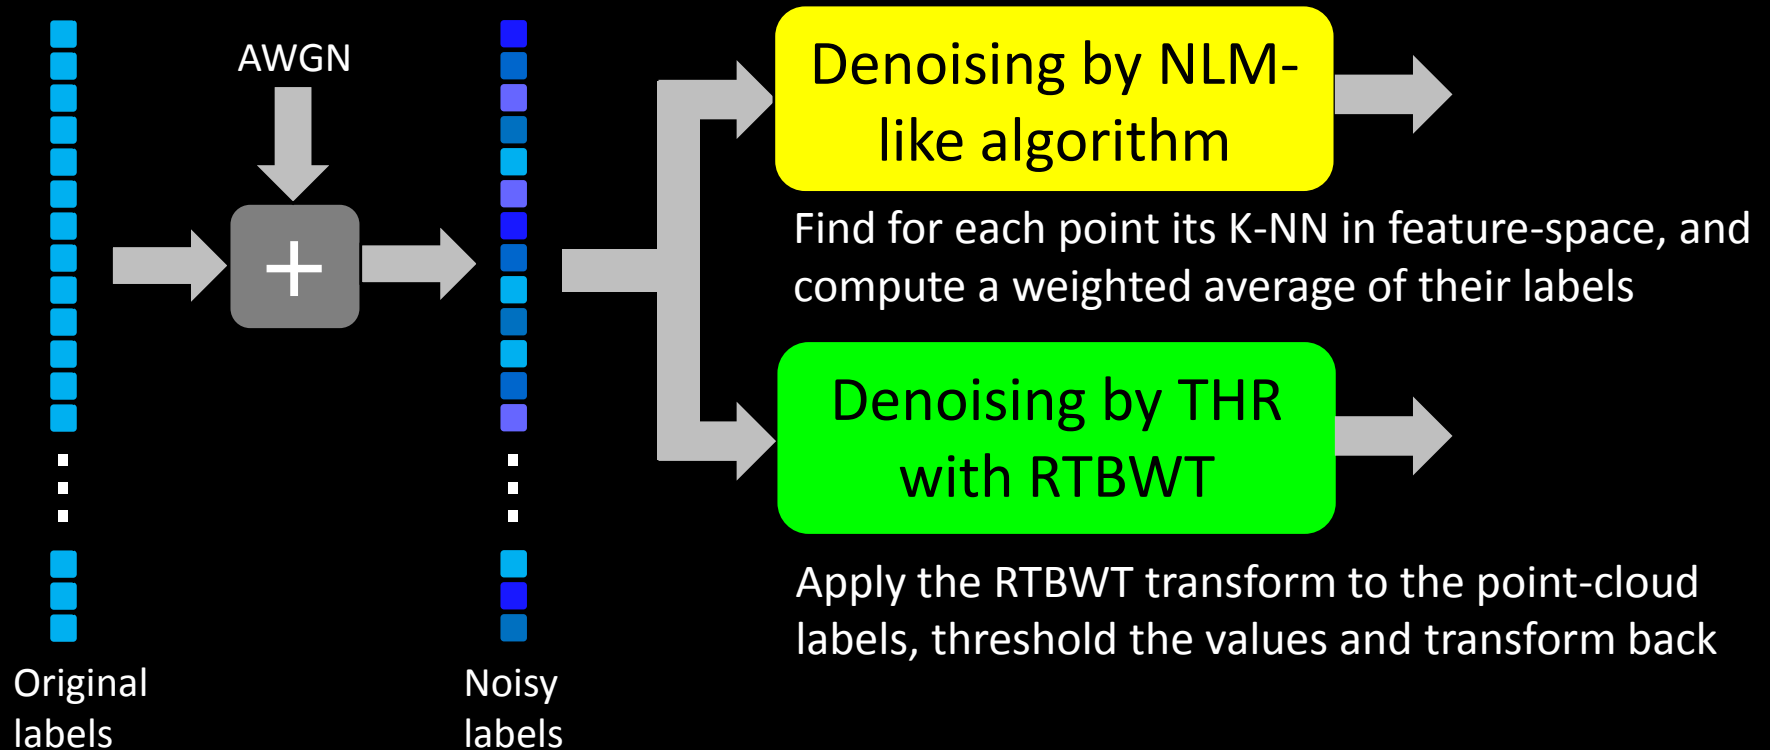 AWGN
+
Original
labels
Noisy
labels
Denoising by NLM-
like algorithm
Find for each point its K-NN in feature-space, and
compute a weighted average of their labels
Denoising by THR
with RTBWT
Apply the RTBWT transform to the point-cloud
labels, threshold the values and transform back